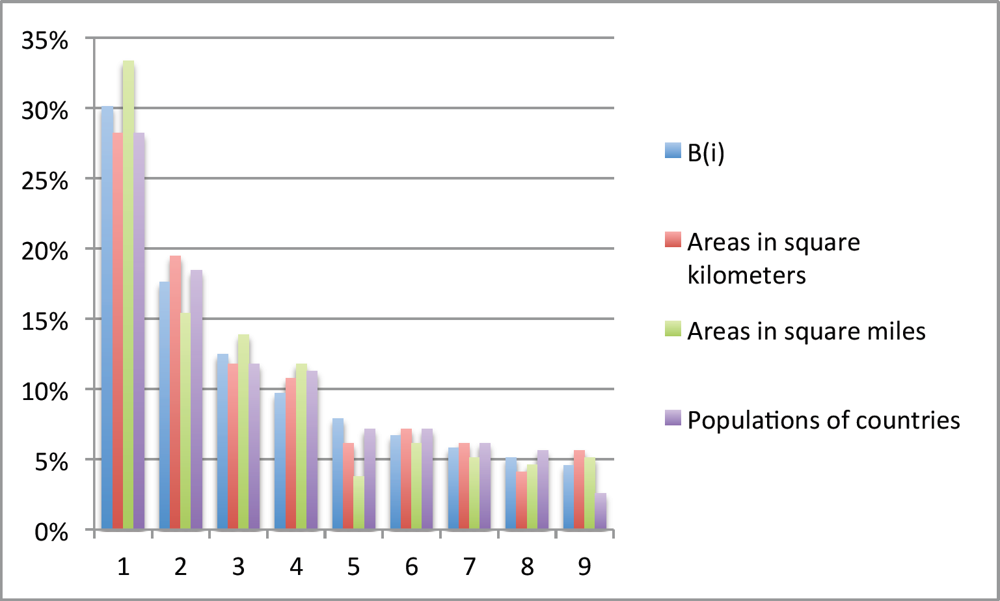 35%
30%
25%
20%
15%
10%
5%
0%
1 2 3 4 5 6 7 8 9
B(i)
Areas in square
kilometers
Areas in square miles
Populations of countries